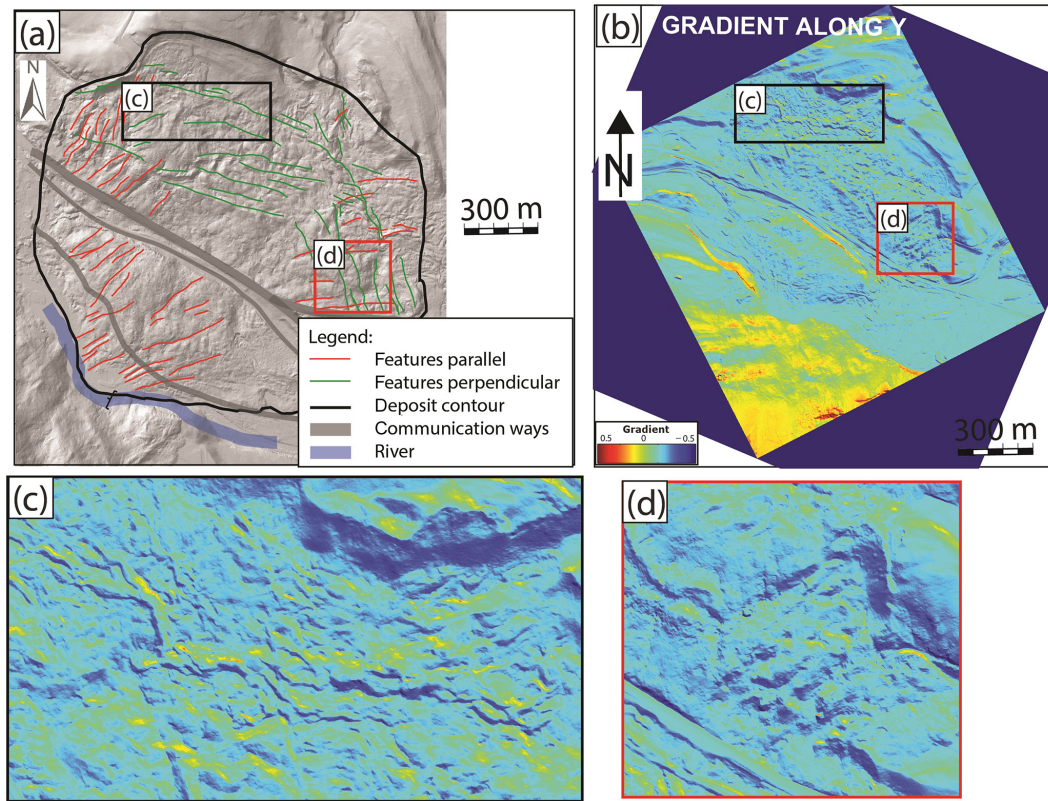 (a)
N
(c)
(d)
300 m
Legend:
Features parallel
Features perpendicular
Deposit contour
Communication ways
River
(b)
GRADIENT ALONG Y
N
(c)
(d)
Gradient
0.5 0 −0.5
300 m
(c)
(d)